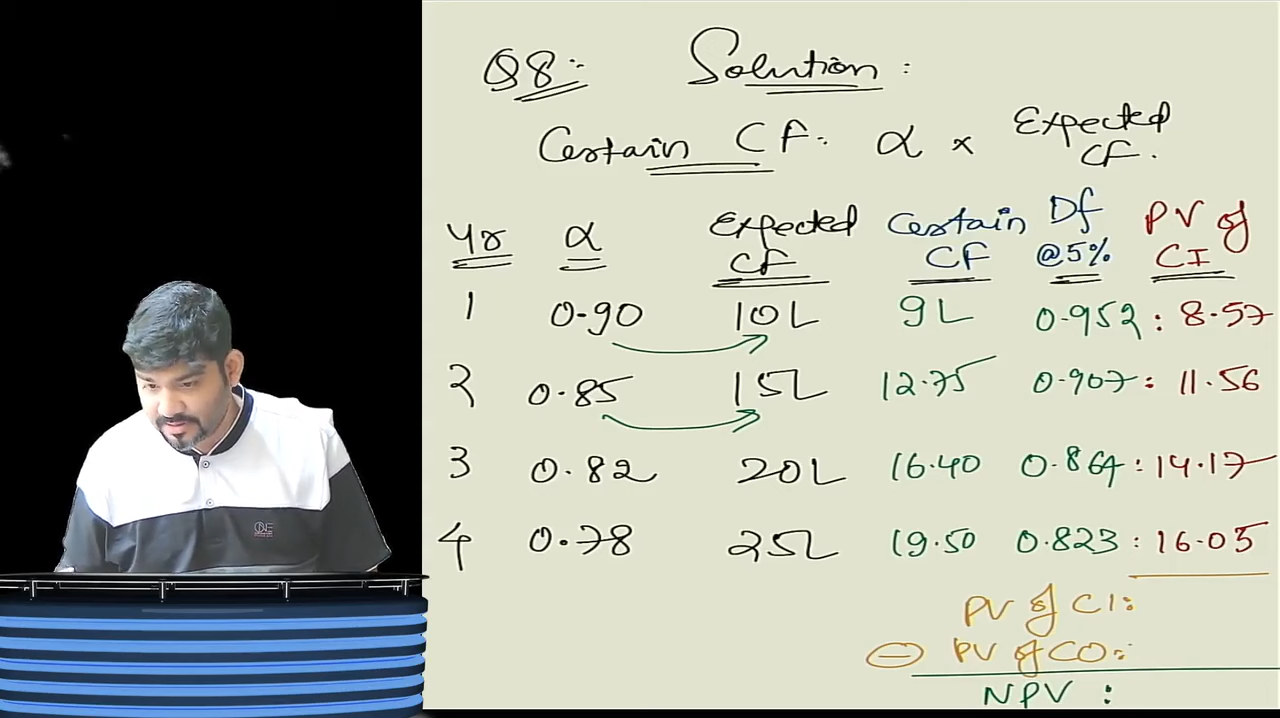 Q8: Solution:
Certain CF: α × Expected CF.
Yr α Expected CF Certain CF Df @5% PV of CI
1 0.90 10L 9L 0.952 : 8.57
2 0.85 15L 12.75 0.907 : 11.56
3 0.82 20L 16.40 0.864 : 14.17
4 0.78 25L 19.50 0.823 : 16.05
PV of CI:
⊖ PV of CO:
NPV :